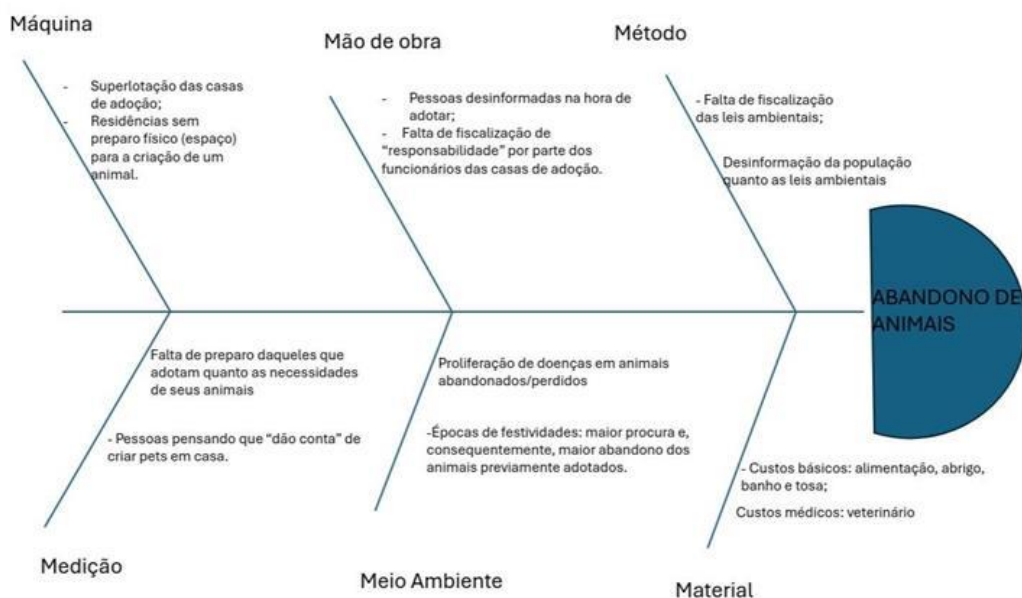 Máquina
- Superlotação das casas
de adoção;
- Residências sem
preparo físico (espaço)
para a criação de um
animal.
Mão de obra
- Pessoas desinformadas na hora de
adotar;
- Falta de fiscalização de
“responsabilidade” por parte dos
funcionários das casas de adoção.
Método
- Falta de fiscalização
das leis ambientais;
Desinformação da população
quanto as leis ambientais
ABANDONO DE
ANIMAIS
Falta de preparo daqueles que
adotam quanto as necessidades
de seus animais
- Pessoas pensando que “dão conta” de
criar pets em casa.
Medição
Proliferação de doenças em animais
abandonados/perdidos
-Épocas de festividades: maior procura e,
consequentemente, maior abandono dos
animais previamente adotados.
Meio Ambiente
- Custos básicos: alimentação, abrigo,
banho e tosa;
Custos médicos: veterinário
Material